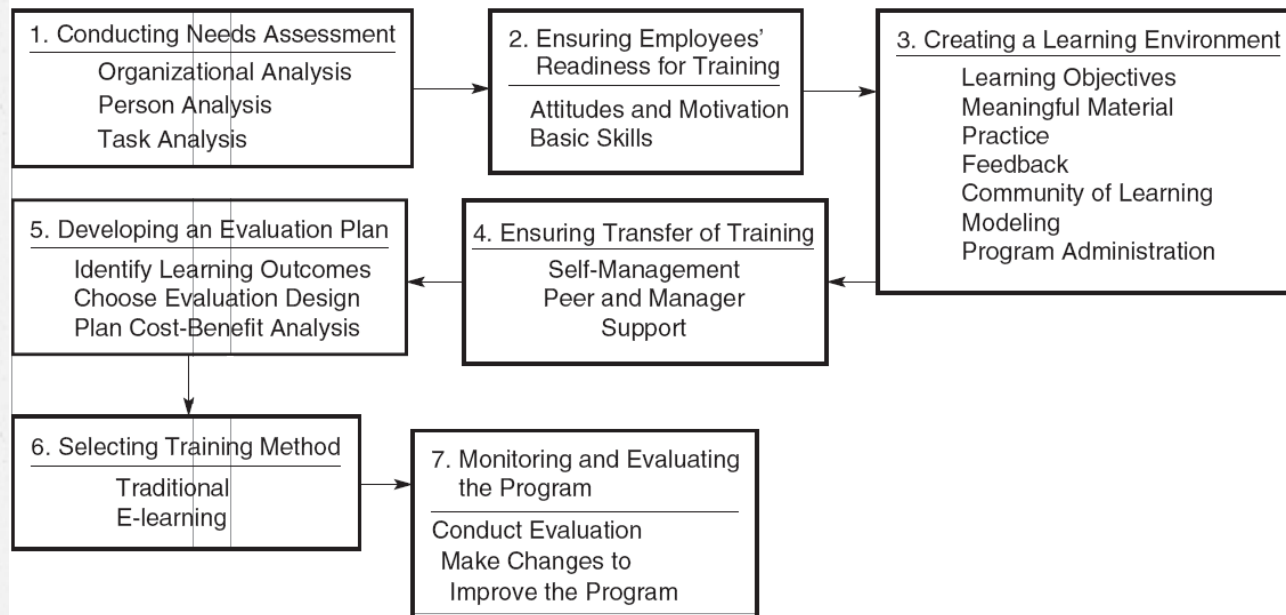 1. Conducting Needs Assessment
Organizational Analysis
Person Analysis
Task Analysis
2. Ensuring Employees’
Readiness for Training
Attitudes and Motivation
Basic Skills
3. Creating a Learning Environment
Learning Objectives
Meaningful Material
Practice
Feedback
Community of Learning
Modeling
Program Administration
4. Ensuring Transfer of Training
Self-Management
Peer and Manager
Support
5. Developing an Evaluation Plan
Identify Learning Outcomes
Choose Evaluation Design
Plan Cost-Benefit Analysis
6. Selecting Training Method
Traditional
E-learning
7. Monitoring and Evaluating
the Program
Conduct Evaluation
Make Changes to
Improve the Program